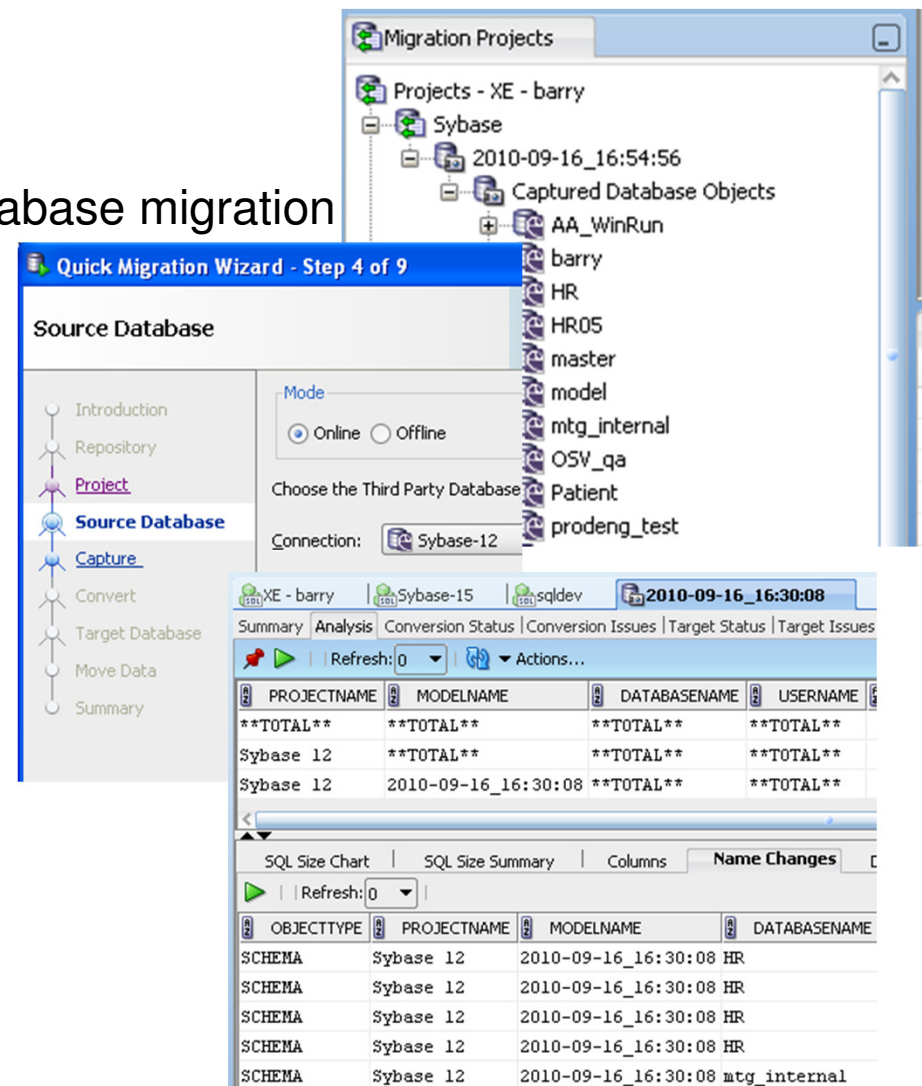 Migration Projects
Projects - XE - barry
Sybase
2010-09-16_16:54:56
Captured Database Objects
AA_WinRun
barry
HR
HR05
master
model
mtg_internal
OSV_qa
Patient
prodeng_test
abase migration
Quick Migration Wizard - Step 4 of 9
Source Database
Introduction
Repository
Project
Source Database
Capture
Convert
Target Database
Move Data
Summary
Mode
Online Offline
Choose the Third Party Database
Connection: Sybase-12
XE - barry Sybase-15 sqldev 2010-09-16_16:30:08
Summary Analysis Conversion Status Conversion Issues Target Status Target Issues
Refresh: 0 Actions...
PROJECTNAME MODELNAME DATABASENAME USERNAME
**TOTAL** **TOTAL** **TOTAL** **TOTAL**
Sybase 12 **TOTAL** **TOTAL** **TOTAL**
Sybase 12 2010-09-16_16:30:08 **TOTAL** **TOTAL**
SQL Size Chart SQL Size Summary Columns Name Changes
Refresh: 0
OBJECTTYPE PROJECTNAME MODELNAME DATABASENAME
SCHEMA Sybase 12 2010-09-16_16:30:08 HR
SCHEMA Sybase 12 2010-09-16_16:30:08 HR
SCHEMA Sybase 12 2010-09-16_16:30:08 HR
SCHEMA Sybase 12 2010-09-16_16:30:08 HR
SCHEMA Sybase 12 2010-09-16_16:30:08 mtg_internal